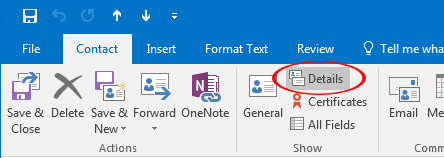 File Contact Insert Format Text Review Tell me wha
Save & Close
Delete
Save & New
Forward
OneNote
Actions
General
Details
Certificates
All Fields
Show
Email
Me
Comm